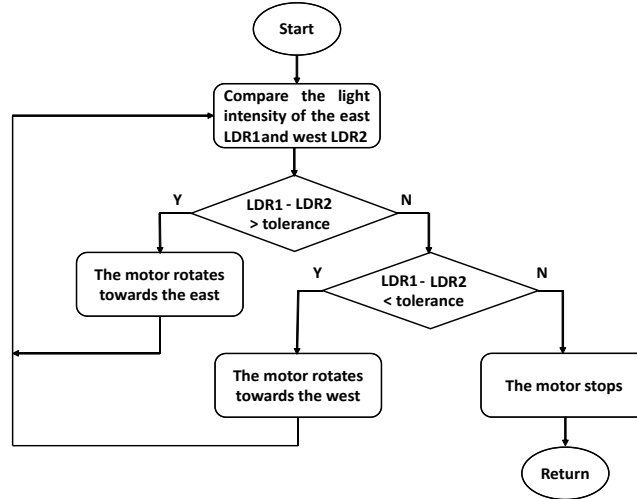 Start
Compare the light
intensity of the east
LDR1and west LDR2
Y
LDR1 - LDR2
> tolerance
N
The motor rotates
towards the east
Y
LDR1 - LDR2
< tolerance
N
The motor rotates
towards the west
The motor stops
Return